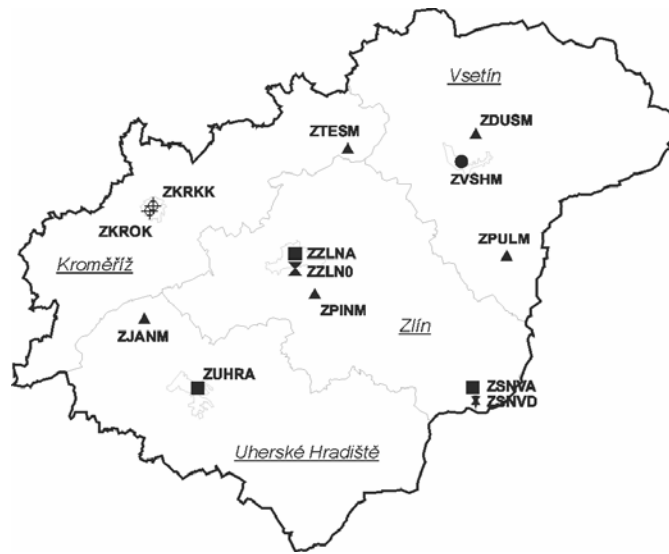 Vsetín
ZDUSM
ZTESM
ZVSHM
ZKRKK
ZKROK
ZZLNA
ZPULM
Kroměříž
ZZLN0
ZPINM
Zlín
ZJANM
ZUHRA
ZSNVA
ZSNVD
Uherské Hradiště